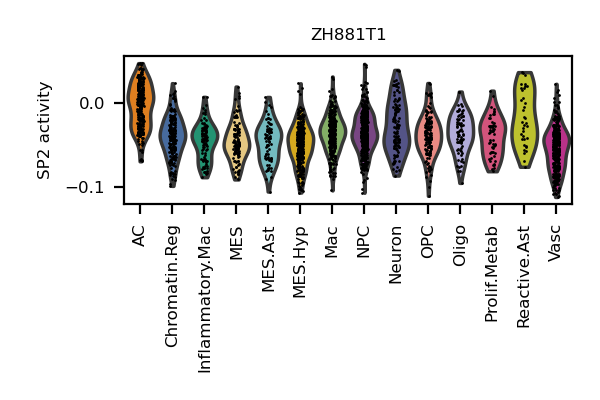 ZH881T1
SP2 activity
0.0
−0.1
AC
Chromatin.Reg
Inflammatory.Mac
MES
MES.Ast
MES.Hyp
Mac
NPC
Neuron
OPC
Oligo
Prolif.Metab
Reactive.Ast
Vasc